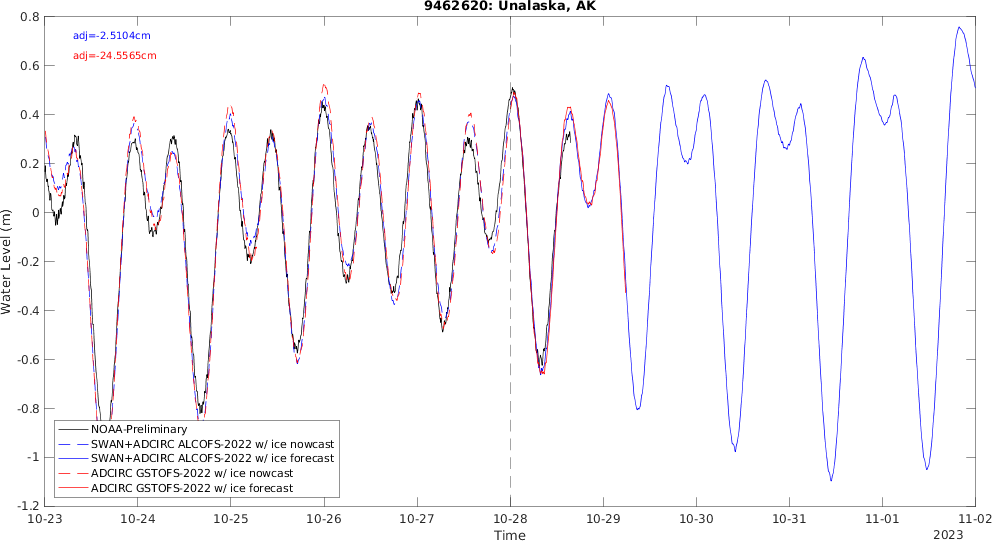 9462620: Unalaska, AK
adj=-2.5104cm
adj=-24.5565cm
Water Level (m)
0.8
0.6
0.4
0.2
0
-0.2
-0.4
-0.6
-0.8
-1
-1.2
NOAA-Preliminary
SWAN+ADCIRC ALCOFS-2022 w/ ice nowcast
SWAN+ADCIRC ALCOFS-2022 w/ ice forecast
ADCIRC GSTOFS-2022 w/ ice nowcast
ADCIRC GSTOFS-2022 w/ ice forecast
10-23 10-24 10-25 10-26 10-27 10-28 10-29 10-30 10-31 11-01 11-02
Time
2023